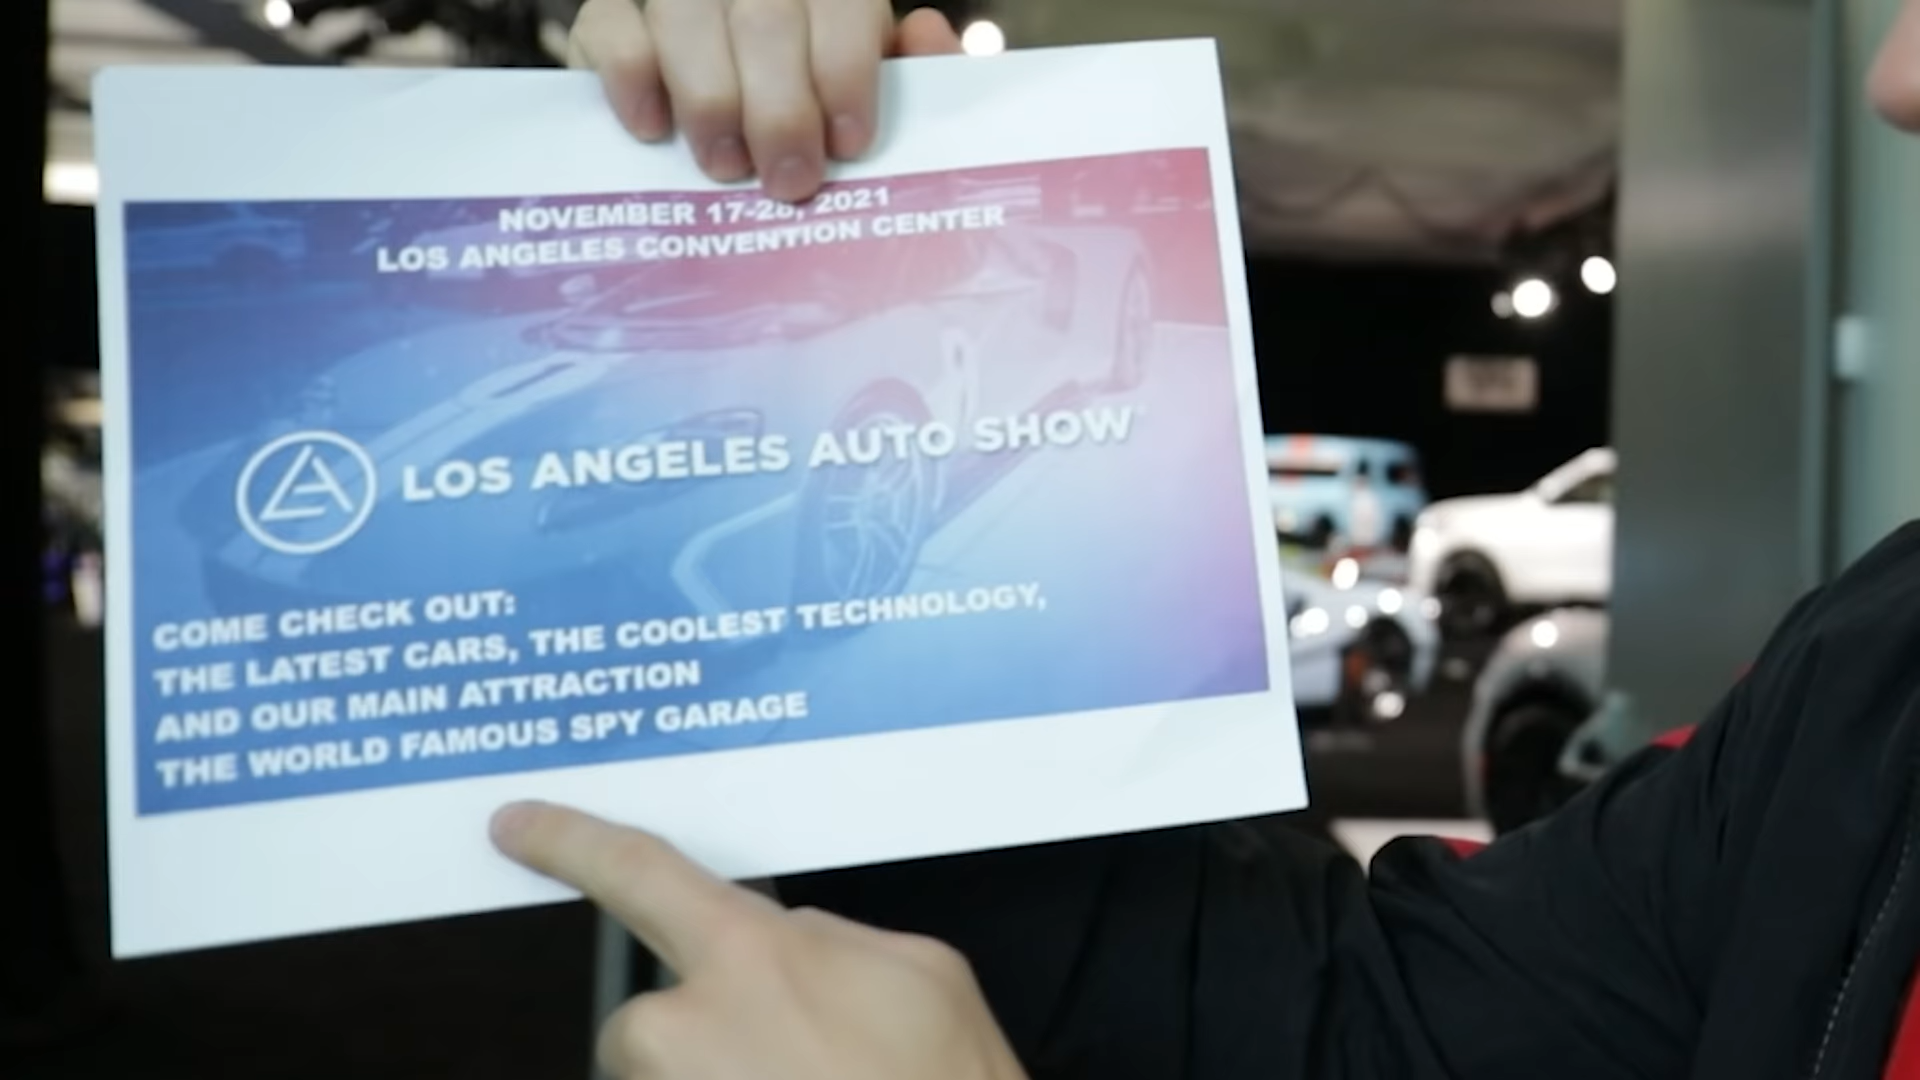 NOVEMBER 17-28, 2021
LOS ANGELES CONVENTION CENTER
LOS ANGELES AUTO SHOW
COME CHECK OUT:
THE LATEST CARS, THE COOLEST TECHNOLOGY,
AND OUR MAIN ATTRACTION
THE WORLD FAMOUS SPY GARAGE